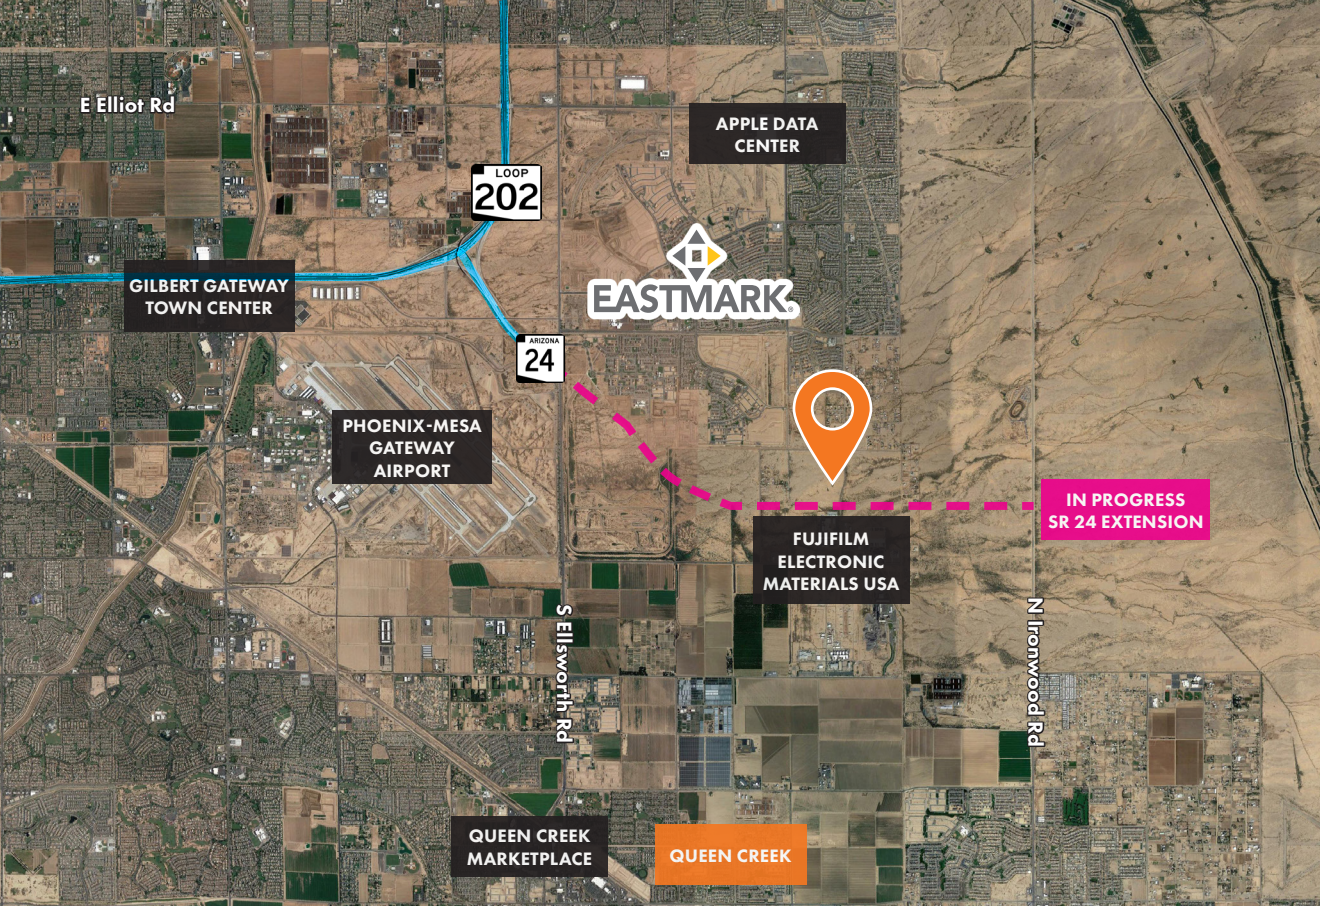 E Elliot Rd
APPLE DATA
CENTER
LOOP
202
GILBERT GATEWAY
TOWN CENTER
EASTMARK
ARIZONA
24
PHOENIX-MESA
GATEWAY
AIRPORT
IN PROGRESS
SR 24 EXTENSION
FUJIFILM
ELECTRONIC
MATERIALS USA
S Ellsworth Rd
N Ironwood Rd
QUEEN CREEK
MARKETPLACE
QUEEN CREEK